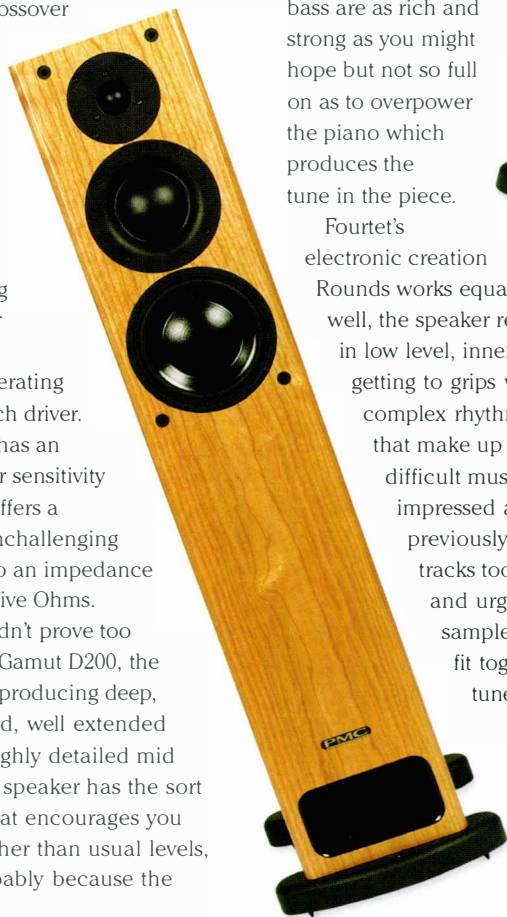 ossover
g
erating
ch driver.
has an
r sensitivity
ffers a
nchallenging
o an impedance
ive Ohms.
dn't prove too
Gamut D200, the
producing deep,
d, well extended
ghly detailed mid
speaker has the sort
at encourages you
her than usual levels,
bably because the
bass are as rich and
strong as you might
hope but not so full
on as to overpower
the piano which
produces the
tune in the piece.
Fourtet's
electronic creation
Rounds works equa
well, the speaker re
in low level, inner
getting to grips w
complex rhythm
that make up
difficult mus
impressed a
previously
tracks too
and urg
sample
fit tog
tune
PMC